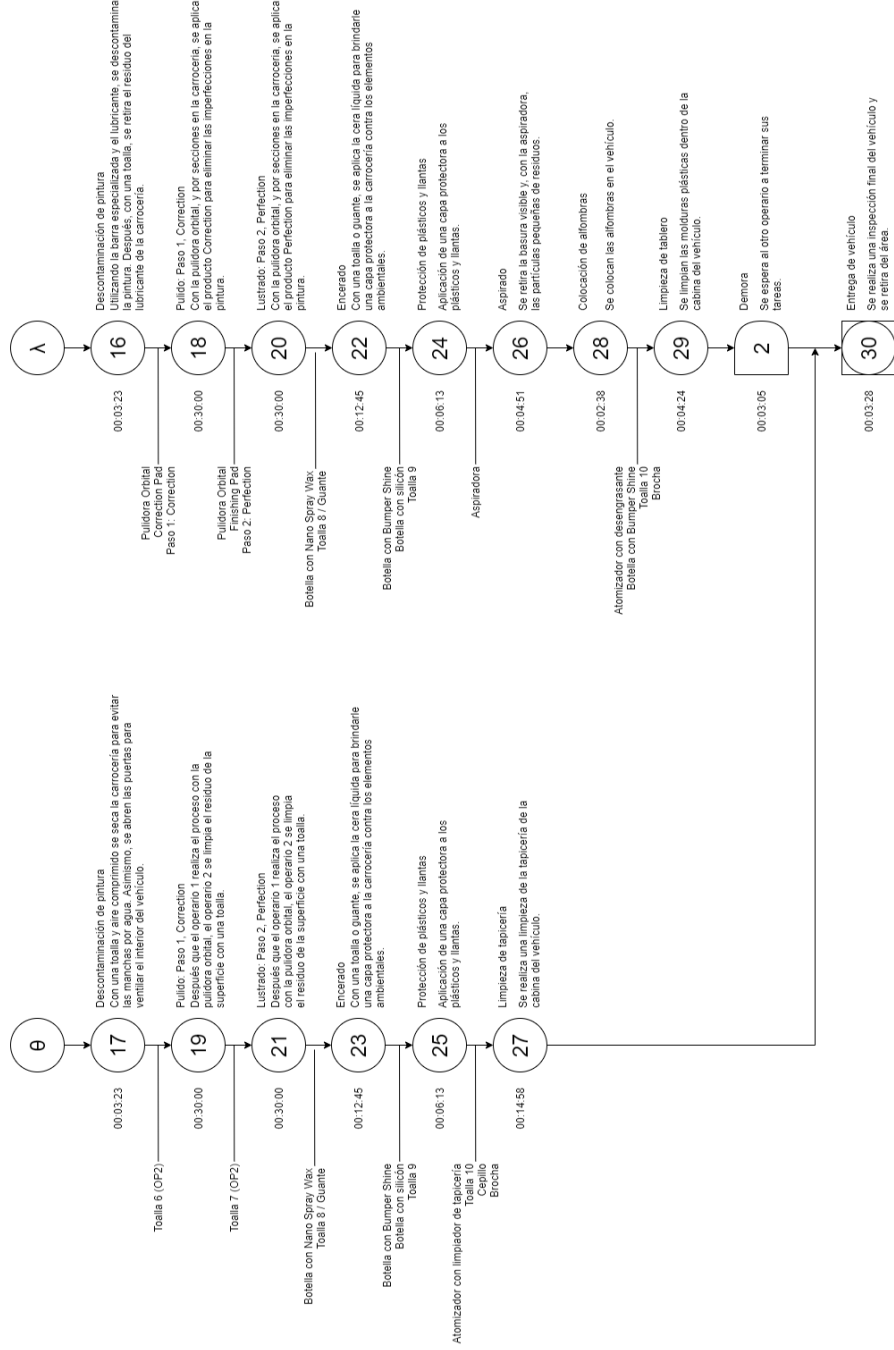 θ
17
00:03:23
Descontaminación de pintura
Con una toalla y aire comprimido se seca la carrocería para evitar
las manchas por agua. Asimismo, se abren las puertas para
ventilar el interior del vehículo.
Toalla 6 (OP2)
19
00:30:00
Pulido: Paso 1, Correction
Después que el operario 1 realiza el proceso con la
pulidora orbital, el operario 2 se limpia el residuo de la
superficie con una toalla.
Toalla 7 (OP2)
21
00:30:00
Lustrado: Paso 2, Perfection
Después que el operario 1 realiza el proceso
con la pulidora orbital, el operario 2 se limpia
el residuo de la superficie con una toalla.
Botella con Nano Spray Wax
Toalla 8 / Guante
23
00:12:45
Encerado
Con una toalla o guante, se aplica la cera líquida para brindarle
una capa protectora a la carrocería contra los elementos
ambientales.
Botella con Bumper Shine
Botella con silicón
Toalla 9
25
00:06:13
Protección de plásticos y llantas
Aplicación de una capa protectora a los
plásticos y llantas.
Atomizador con limpiador de tapicería
Toalla 10
Cepillo
Brocha
27
00:14:58
Limpieza de tapicería
Se realiza una limpieza de la tapicería de la
cabina del vehículo.
λ
16
00:03:23
Descontaminación de pintura
Utilizando la barra especializada y el lubricante, se descontamina
la pintura. Después, con una toalla, se retira el residuo del
lubricante de la carrocería.
Pulidora Orbital
Correction Pad
Paso 1: Correction
18
00:30:00
Pulido: Paso 1, Correction
Con la pulidora orbital, y por secciones en la carrocería, se aplica
el producto Correction para eliminar las imperfecciones en la
pintura.
Pulidora Orbital
Finishing Pad
Paso 2: Perfection
20
00:30:00
Lustrado: Paso 2, Perfection
Con la pulidora orbital, y por secciones en la carrocería, se aplica
el producto Perfection para eliminar las imperfecciones en la
pintura.
Botella con Nano Spray Wax
Toalla 8 / Guante
22
00:12:45
Encerado
Con una toalla o guante, se aplica la cera líquida para brindarle
una capa protectora a la carrocería contra los elementos
ambientales.
Botella con Bumper Shine
Botella con silicón
Toalla 9
24
00:06:13
Protección de plásticos y llantas
Aplicación de una capa protectora a los
plásticos y llantas.
Aspiradora
26
00:04:51
Aspirado
Se retira la basura visible y, con la aspiradora,
las partículas pequeñas de residuos.
28
00:02:38
Colocación de alfombras
Se colocan las alfombras en el vehículo.
Atomizador con desengrasante
Botella con Bumper Shine
Toalla 10
Brocha
29
00:04:24
Limpieza de tablero
Se limpian las molduras plásticas dentro de la
cabina del vehículo.
2
00:03:05
Demora
Se espera al otro operario a terminar sus
tareas.
30
00:03:28
Entrega de vehículo
Se realiza una inspección final del vehículo y
se retira del área.